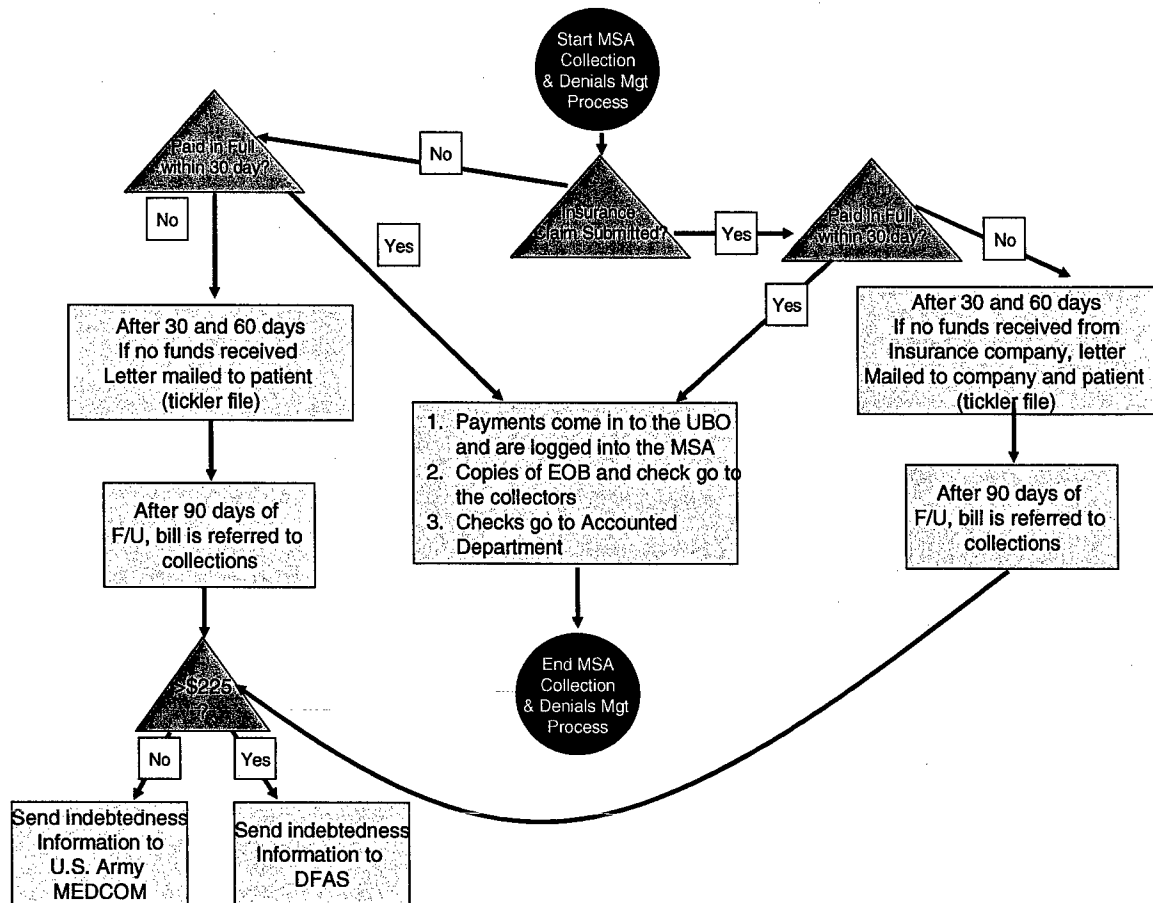 Start MSA
Collection
& Denials Mgt
Process
Paid in Full
within 30 day?
No
Insurance
Claim Submitted?
Yes
Paid in Full
within 30 day?
No
Yes
No
Yes
After 30 and 60 days
If no funds received
Letter mailed to patient
(tickler file)
After 30 and 60 days
If no funds received from
Insurance company, letter
Mailed to company and patient
(tickler file)
1. Payments come in to the UBO
and are logged into the MSA
2. Copies of EOB and check go to
the collectors
3. Checks go to Accounted
Department
After 90 days of
F/U, bill is referred to
collections
After 90 days of
F/U, bill is referred to
collections
>$225
?
End MSA
Collection
& Denials Mgt
Process
No
Yes
Send indebtedness
Information to
U.S. Army
MEDCOM
Send indebtedness
Information to
DFAS